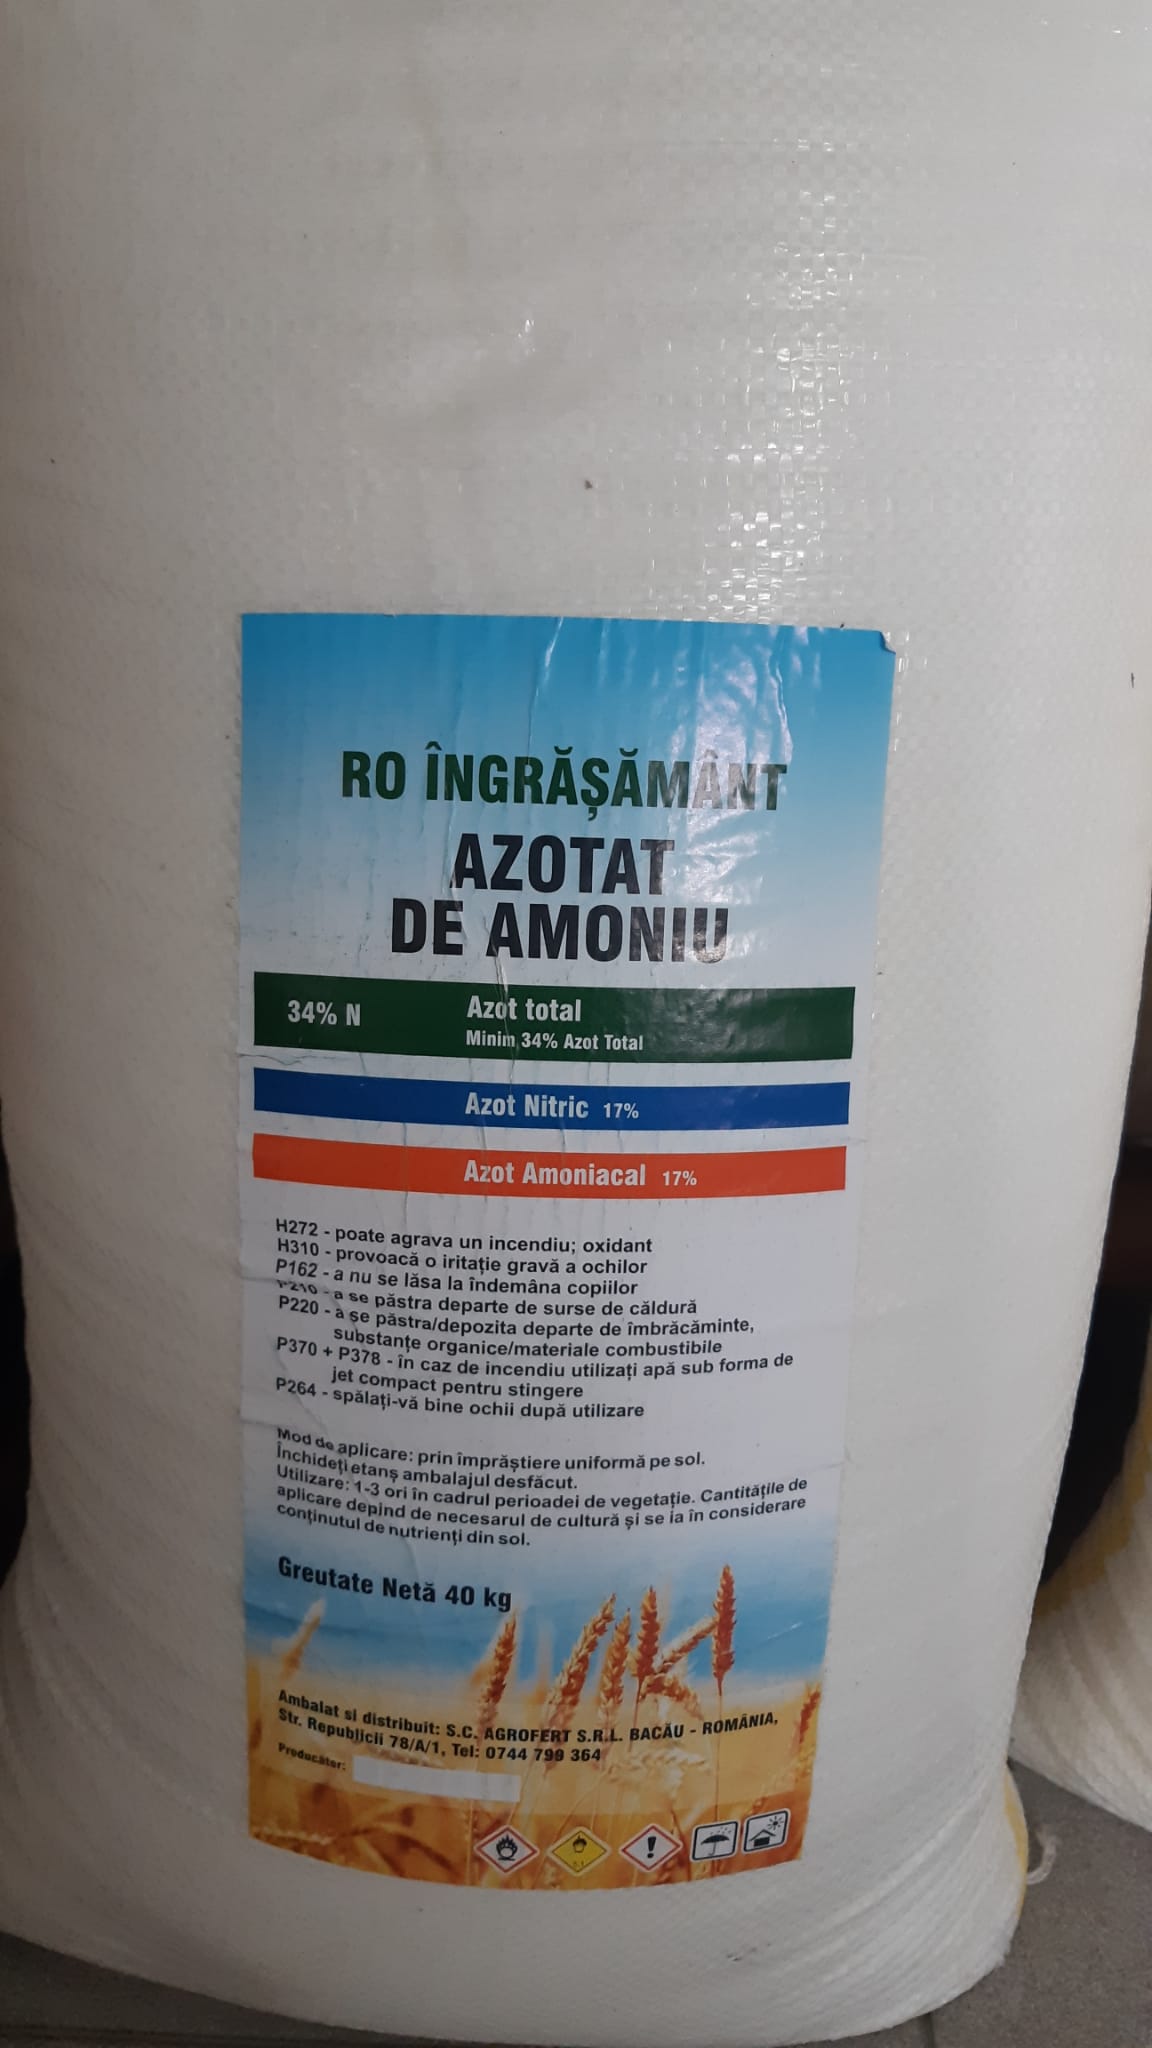 RO ÎNGRĂȘĂMÂNT
AZOTAT
DE AMONIU
34% N Azot total
Minim 34% Azot Total
Azot Nitric 17%
Azot Amoniacal 17%
H272 - poate agrava un incendiu; oxidant
H310 - provoacă o iritație gravă a ochilor
P162 - a nu se lăsa la îndemâna copiilor
P210 - a se păstra departe de surse de căldură
P220 - a se păstra/depozita departe de îmbrăcăminte,
substanțe organice/materiale combustibile
P370 + P378 - în caz de incendiu utilizați apă sub forma de
jet compact pentru stingere
P264 - spălați-vă bine ochii după utilizare
Mod de aplicare: prin împrăștiere uniformă pe sol.
Închideți etanș ambalajul desfăcut.
Utilizare: 1-3 ori în cadrul perioadei de vegetație. Cantitățile de
aplicare depind de necesarul de cultură și se ia în considerare
conținutul de nutrienți din sol.
Greutate Netă 40 kg
Ambalat si distribuit: S.C. AGROFERT S.R.L. BACĂU - ROMÂNIA,
Str. Republicii 78/A/1, Tel: 0744 799 364
Producător:
5.1